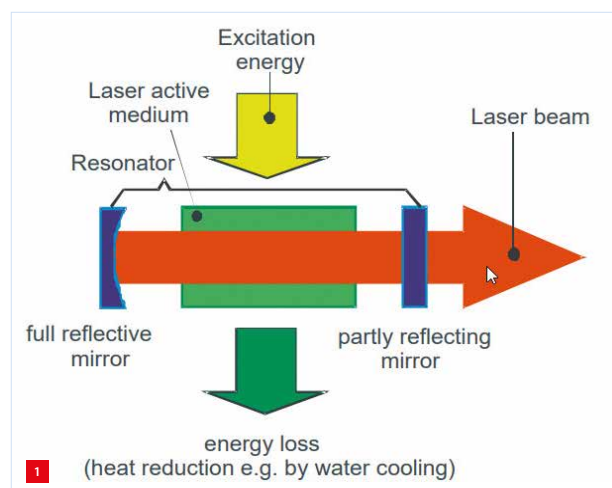 Excitation
energy
Laser active
medium
Laser beam
Resonator
full reflective
mirror
partly reflecting
mirror
energy loss
(heat reduction e.g. by water cooling)
1